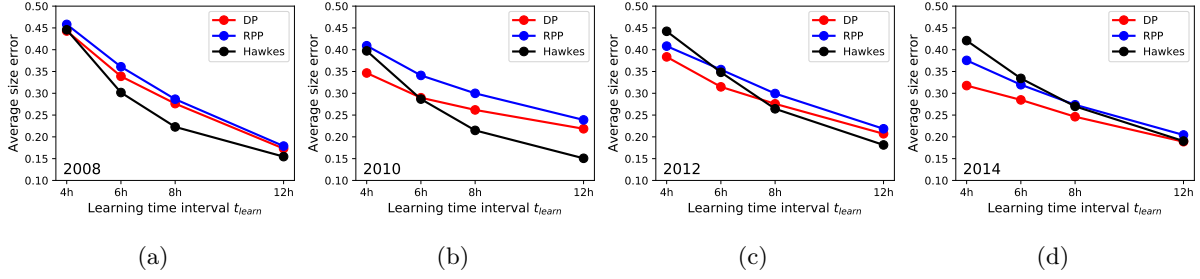 Average size error
0.50
0.45
0.40
0.35
0.30
0.25
0.20
0.15
0.10
DP
RPP
Hawkes
2008
4h 6h 8h 12h
Learning time interval t_learn
(a)
Average size error
0.50
0.45
0.40
0.35
0.30
0.25
0.20
0.15
0.10
DP
RPP
Hawkes
2010
4h 6h 8h 12h
Learning time interval t_learn
(b)
Average size error
0.50
0.45
0.40
0.35
0.30
0.25
0.20
0.15
0.10
DP
RPP
Hawkes
2012
4h 6h 8h 12h
Learning time interval t_learn
(c)
Average size error
0.50
0.45
0.40
0.35
0.30
0.25
0.20
0.15
0.10
DP
RPP
Hawkes
2014
4h 6h 8h 12h
Learning time interval t_learn
(d)